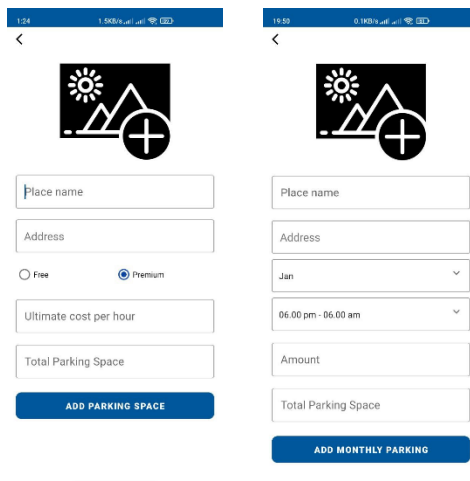 1:24 1.5KB/s
Place name
Address
Free Premium
Ultimate cost per hour
Total Parking Space
ADD PARKING SPACE
19:50 0.1KB/s
Place name
Address
Jan
06.00 pm - 06.00 am
Amount
Total Parking Space
ADD MONTHLY PARKING